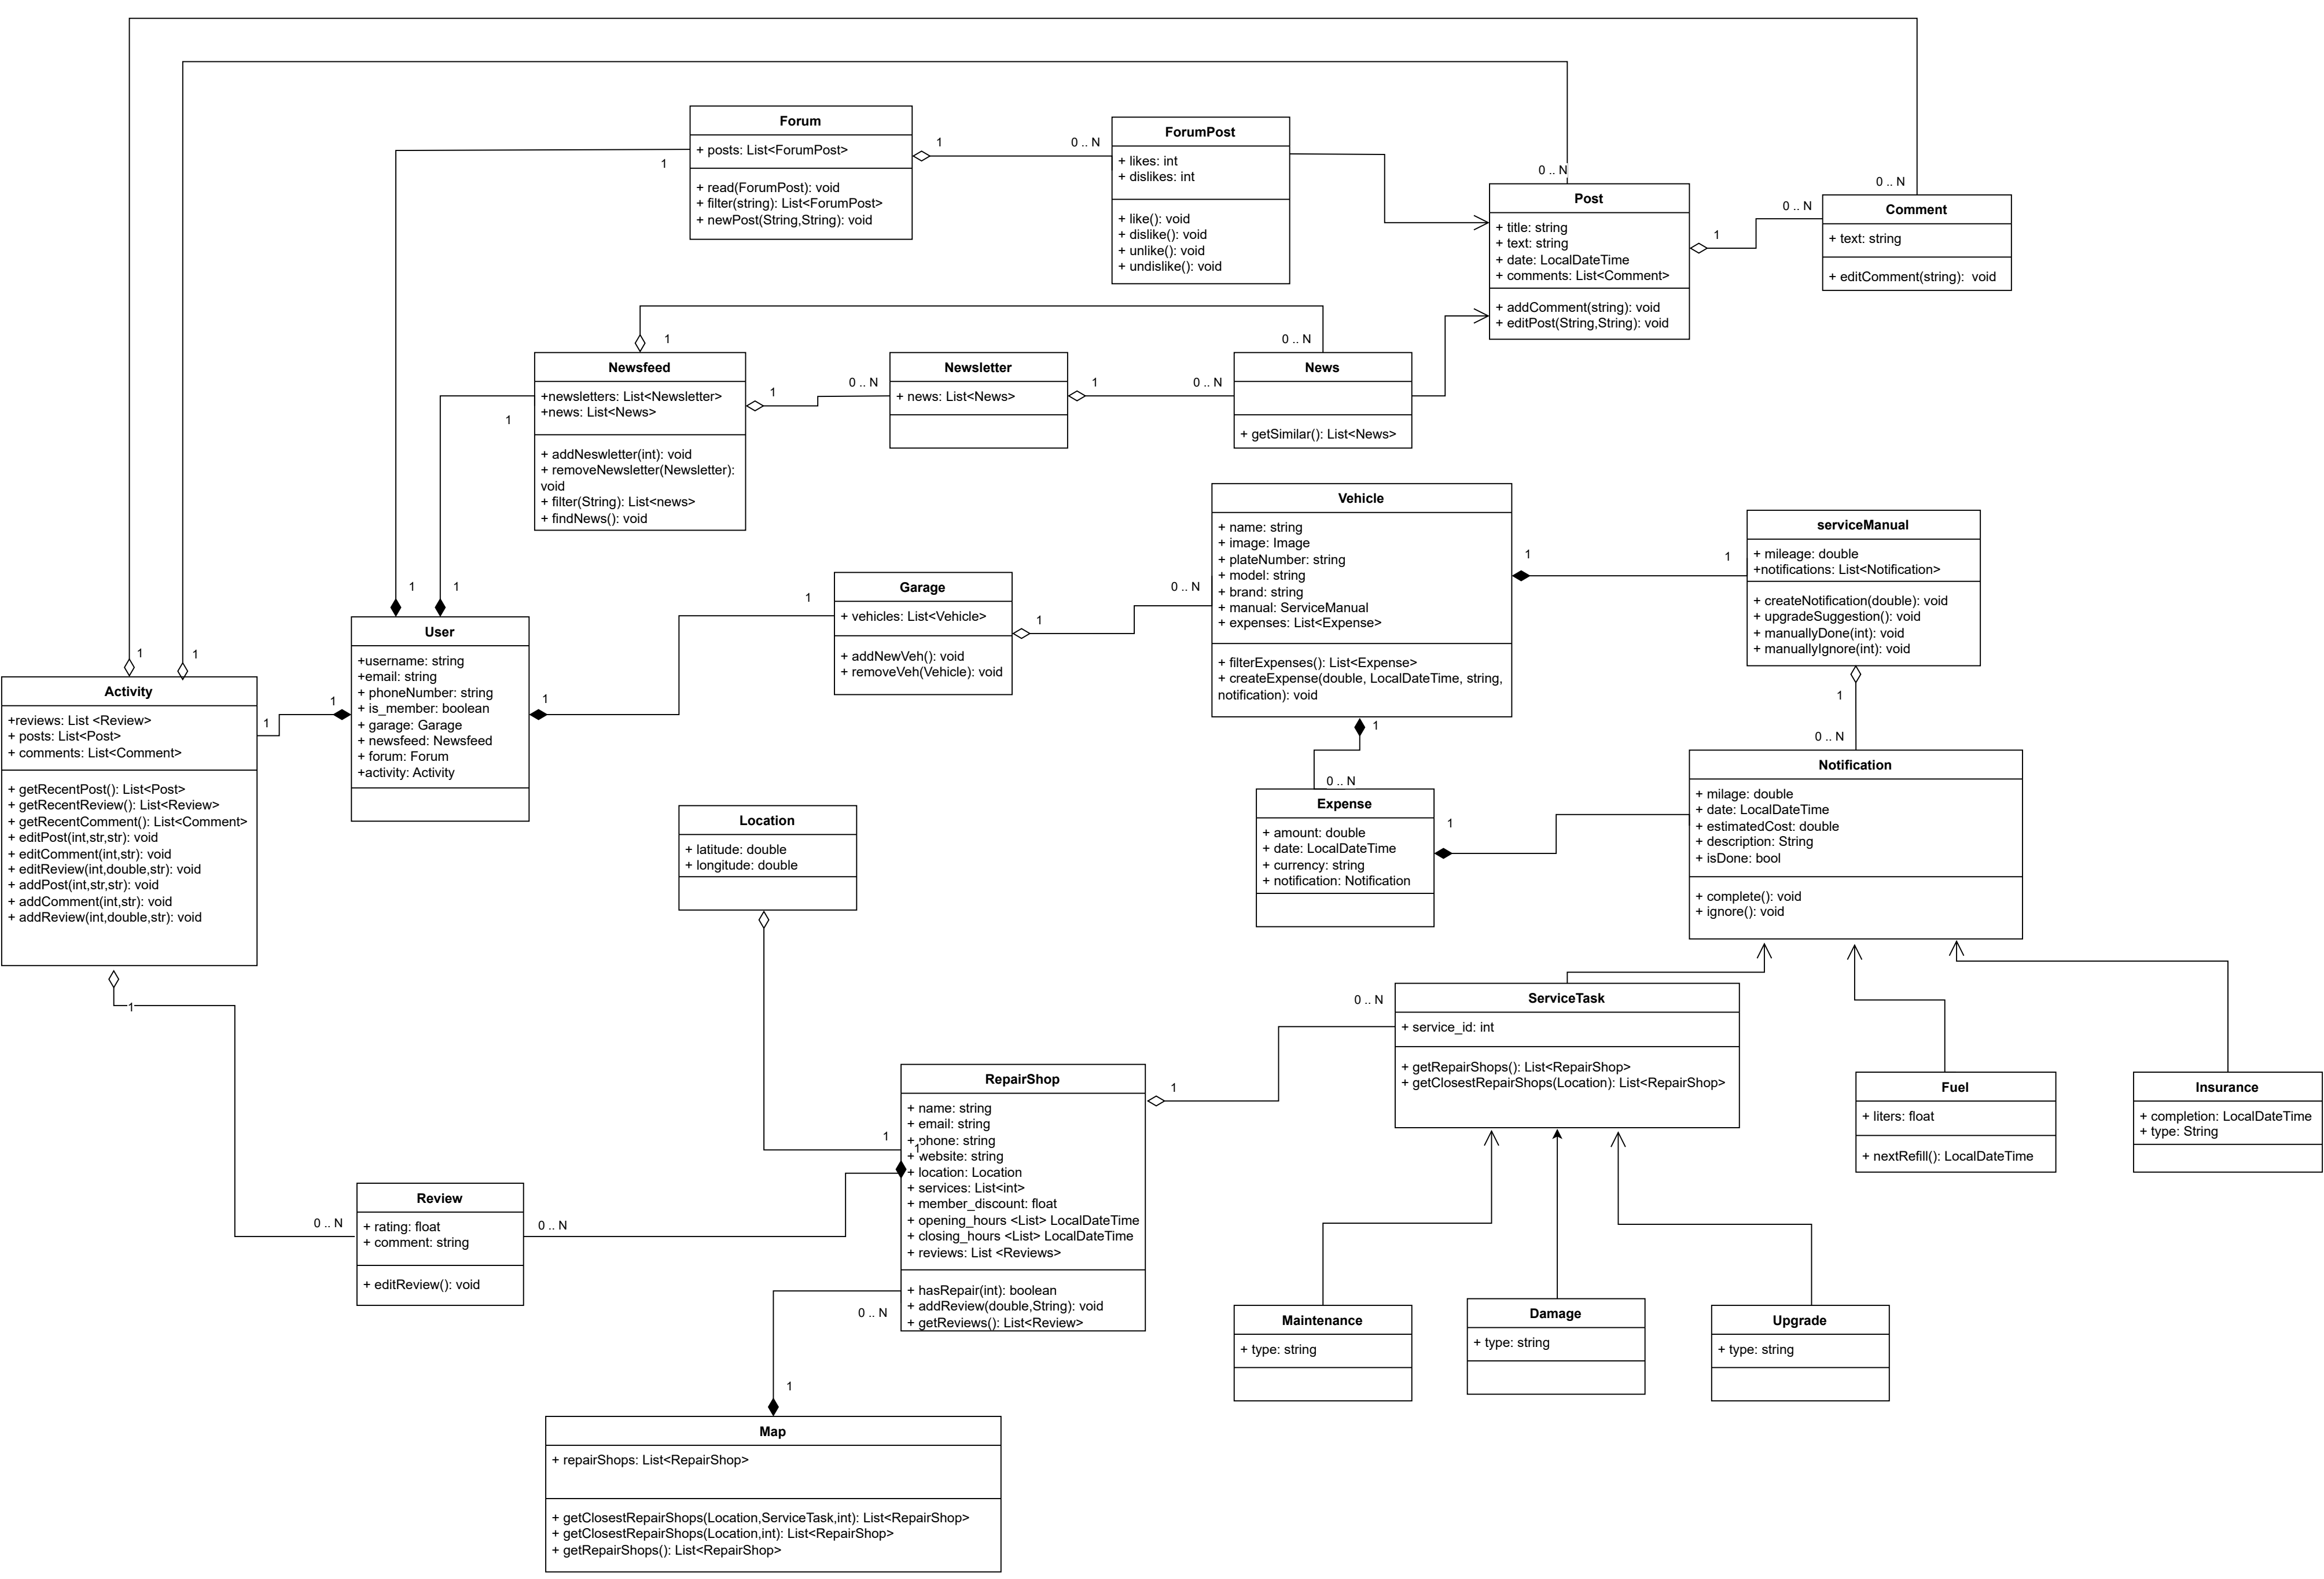 Forum
+ posts: List<ForumPost>
+ read(ForumPost): void
+ filter(string): List<ForumPost>
+ newPost(String,String): void
1
1
0 .. N
ForumPost
+ likes: int
+ dislikes: int
+ like(): void
+ dislike(): void
+ unlike(): void
+ undislike(): void
0 .. N
Post
+ title: string
+ text: string
+ date: LocalDateTime
+ comments: List<Comment>
+ addComment(string): void
+ editPost(String,String): void
1
0 .. N
0 .. N
Comment
+ text: string
+ editComment(string):  void
1
0 .. N
Newsfeed
+newsletters: List<Newsletter>
+news: List<News>
+ addNeswletter(int): void
+ removeNewsletter(Newsletter):
void
+ filter(String): List<news>
+ findNews(): void
1
1
0 .. N
Newsletter
+ news: List<News>
1
0 .. N
News
+ getSimilar(): List<News>
Vehicle
+ name: string
+ image: Image
+ plateNumber: string
+ model: string
+ brand: string
+ manual: ServiceManual
+ expenses: List<Expense>
+ filterExpenses(): List<Expense>
+ createExpense(double, LocalDateTime, string,
notification): void
1
1
serviceManual
+ mileage: double
+notifications: List<Notification>
+ createNotification(double): void
+ upgradeSuggestion(): void
+ manuallyDone(int): void
+ manuallyIgnore(int): void
1
0 .. N
Garage
+ vehicles: List<Vehicle>
+ addNewVeh(): void
+ removeVeh(Vehicle): void
1
1
0 .. N
1
1
User
+username: string
+email: string
+ phoneNumber: string
+ is_member: boolean
+ garage: Garage
+ newsfeed: Newsfeed
+ forum: Forum
+activity: Activity
1
1
1
1
1
Activity
+reviews: List <Review>
+ posts: List<Post>
+ comments: List<Comment>
+ getRecentPost(): List<Post>
+ getRecentReview(): List<Review>
+ getRecentComment(): List<Comment>
+ editPost(int,str,str): void
+ editComment(int,str): void
+ editReview(int,double,str): void
+ addPost(int,str,str): void
+ addComment(int,str): void
+ addReview(int,double,str): void
1
Location
+ latitude: double
+ longitude: double
1
0 .. N
Expense
+ amount: double
+ date: LocalDateTime
+ currency: string
+ notification: Notification
1
Notification
+ milage: double
+ date: LocalDateTime
+ estimatedCost: double
+ description: String
+ isDone: bool
+ complete(): void
+ ignore(): void
0 .. N
ServiceTask
+ service_id: int
+ getRepairShops(): List<RepairShop>
+ getClosestRepairShops(Location): List<RepairShop>
Fuel
+ liters: float
+ nextRefill(): LocalDateTime
Insurance
+ completion: LocalDateTime
+ type: String
RepairShop
+ name: string
+ email: string
+ phone: string
+ website: string
+ location: Location
+ services: List<int>
+ member_discount: float
+ opening_hours <List> LocalDateTime
+ closing_hours <List> LocalDateTime
+ reviews: List <Reviews>
+ hasRepair(int): boolean
+ addReview(double,String): void
+ getReviews(): List<Review>
1
1
1
0 .. N
0 .. N
0 .. N
Review
+ rating: float
+ comment: string
+ editReview(): void
Maintenance
+ type: string
Damage
+ type: string
Upgrade
+ type: string
1
Map
+ repairShops: List<RepairShop>
+ getClosestRepairShops(Location,ServiceTask,int): List<RepairShop>
+ getClosestRepairShops(Location,int): List<RepairShop>
+ getRepairShops(): List<RepairShop>